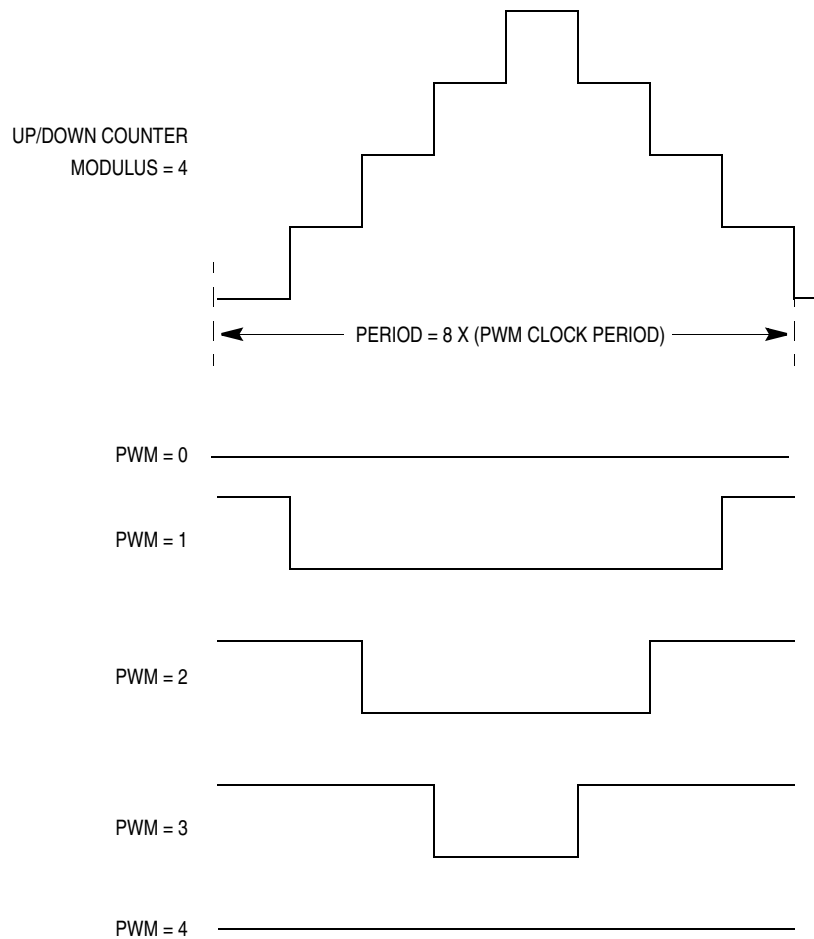 UP/DOWN COUNTER
MODULUS = 4
PERIOD = 8 X (PWM CLOCK PERIOD)
PWM = 0
PWM = 1
PWM = 2
PWM = 3
PWM = 4